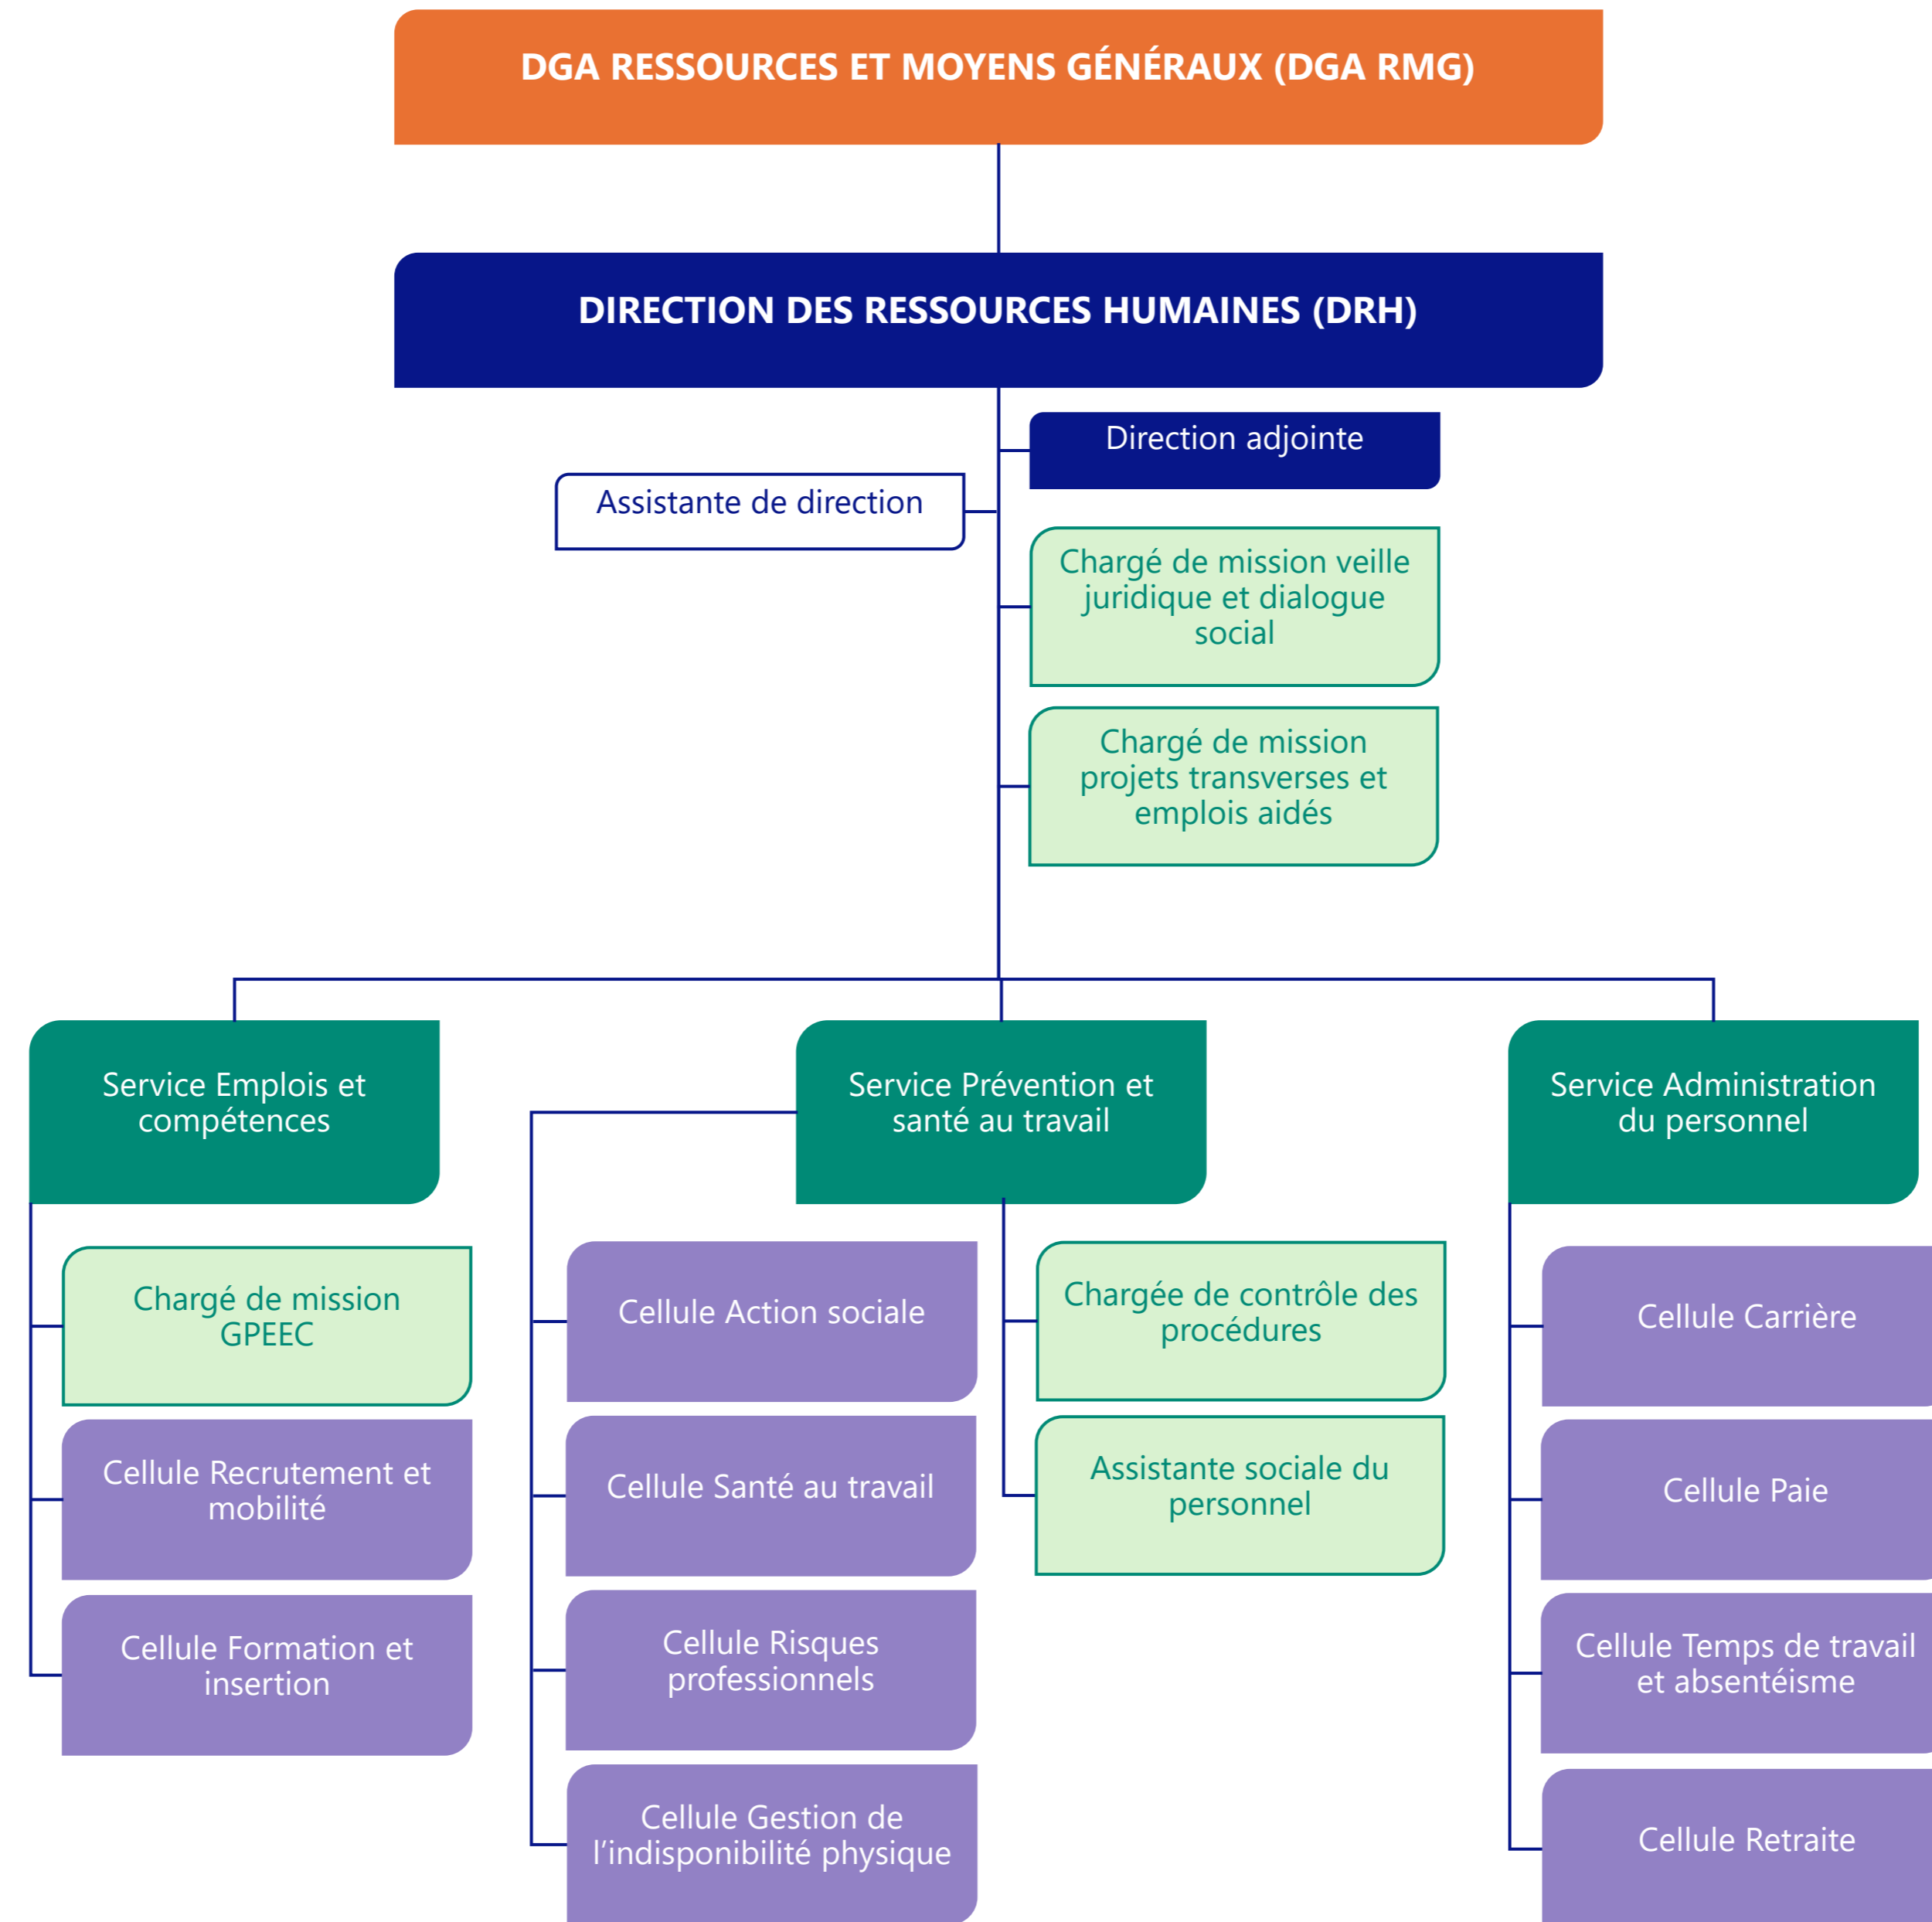 DGA RESSOURCES ET MOYENS GÉNÉRAUX (DGA RMG)
DIRECTION DES RESSOURCES HUMAINES (DRH)
Direction adjointe
Assistante de direction
Chargé de mission veille
juridique et dialogue
social
Chargé de mission
projets transverses et
emplois aidés
Service Emplois et
compétences
Chargé de mission
GPEEC
Cellule Recrutement et
mobilité
Cellule Formation et
insertion
Service Prévention et
santé au travail
Cellule Action sociale
Cellule Santé au travail
Cellule Risques
professionnels
Cellule Gestion de
l'indisponibilité physique
Chargée de contrôle des
procédures
Assistante sociale du
personnel
Service Administration
du personnel
Cellule Carrière
Cellule Paie
Cellule Temps de travail
et absentéisme
Cellule Retraite